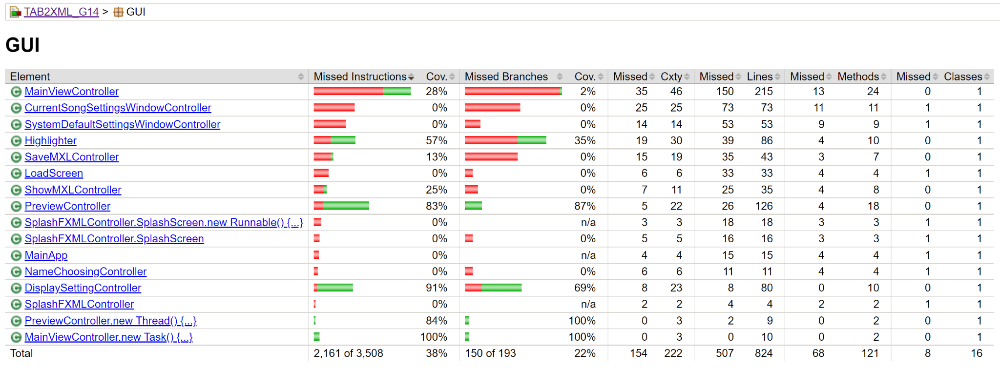 TAB2XML_G14 > GUI
GUI
Element Missed Instructions Cov. Missed Branches Cov. Missed Cxty Missed Lines Missed Methods Missed Classes
MainViewController 28% 2% 35 46 150 215 13 24 0 1
CurrentSongSettingsWindowController 0% 0% 25 25 73 73 11 11 1 1
SystemDefaultSettingsWindowController 0% 0% 14 14 53 53 9 9 1 1
Highlighter 57% 35% 19 30 39 86 4 10 0 1
SaveMXLController 13% 0% 15 19 35 43 3 7 0 1
LoadScreen 0% 0% 6 6 33 33 4 4 1 1
ShowMXLController 25% 0% 7 11 25 35 4 8 0 1
PreviewController 83% 87% 5 22 26 126 4 18 0 1
SplashFXMLController.SplashScreen.new Runnable() {...} 0% n/a 3 3 18 18 3 3 1 1
SplashFXMLController.SplashScreen 0% 0% 5 5 16 16 3 3 1 1
MainApp 0% n/a 4 4 15 15 4 4 1 1
NameChoosingController 0% 0% 6 6 11 11 4 4 1 1
DisplaySettingController 91% 69% 8 23 8 80 0 10 0 1
SplashFXMLController 0% n/a 2 2 4 4 2 2 1 1
PreviewController.new Thread() {...} 84% 100% 0 3 2 9 0 2 0 1
MainViewController.new Task() {...} 100% 100% 0 3 0 10 0 2 0 1
Total 2,161 of 3,508 38% 150 of 193 22% 154 222 507 824 68 121 8 16